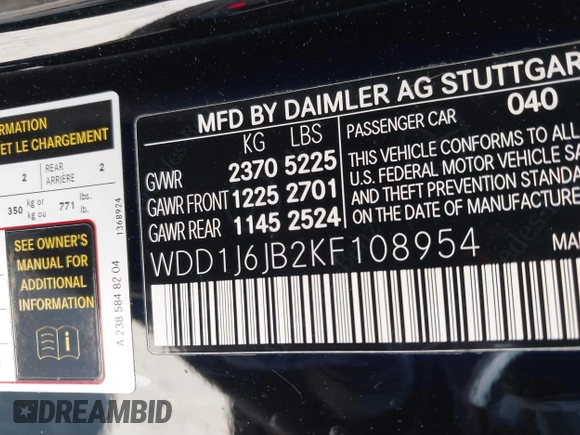 RMATION
ET LE CHARGEMENT
2 REAR ARRIÈRE 2
350 kg or kg ou 771 lbs. lb.
SEE OWNER'S
MANUAL FOR
ADDITIONAL
INFORMATION
1368924
A 238 584 82 04
MFD BY DAIMLER AG STUTTGAR
040
KG LBS
GVWR 2370 5225
GAWR FRONT 1225 2701
GAWR REAR 1145 2524
PASSENGER CAR
THIS VEHICLE CONFORMS TO ALL
U.S. FEDERAL MOTOR VEHICLE SA
AND THEFT PREVENTION STANDA
ON THE DATE OF MANUFACTURE
WDD1J6JB2KF108954
MA
DREAMBID